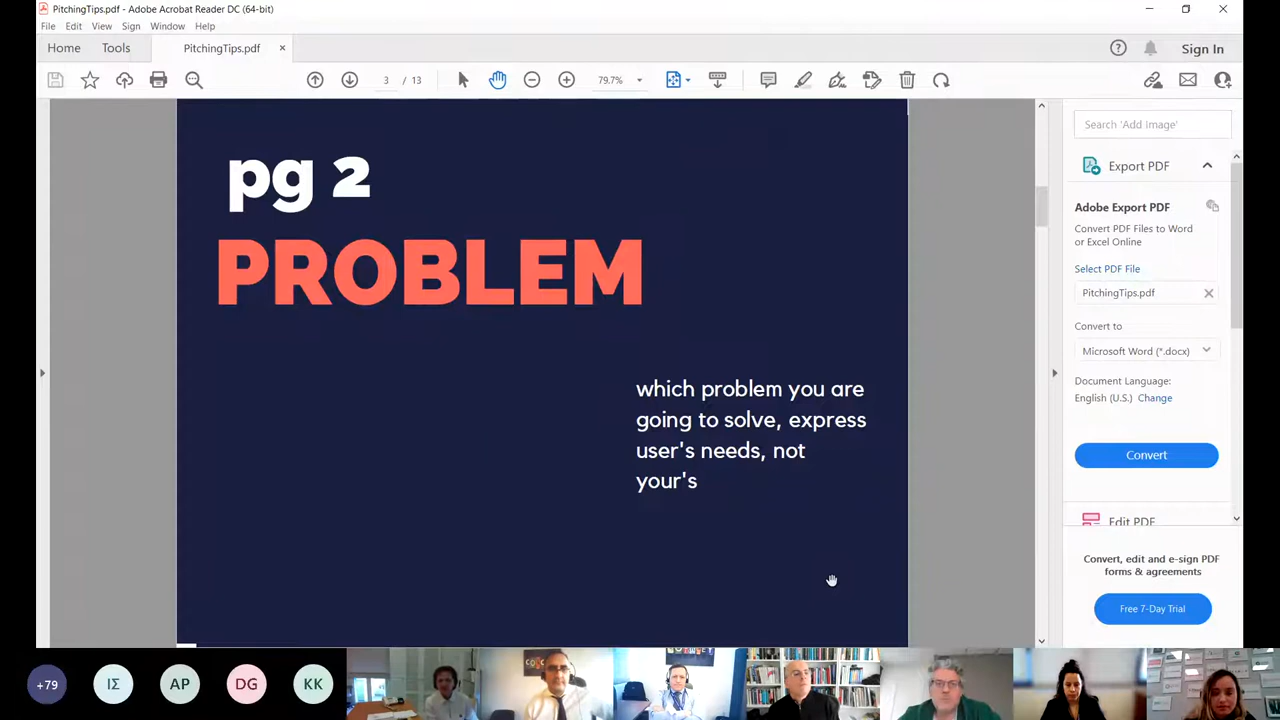 PitchingTips.pdf - Adobe Acrobat Reader DC (64-bit)
File Edit View Sign Window Help
Home Tools PitchingTips.pdf × Sign In
3 / 13 79.7%
pg 2
PROBLEM
which problem you are
going to solve, express
user's needs, not
your's
Search 'Add Image'
Export PDF
Adobe Export PDF
Convert PDF Files to Word
or Excel Online
Select PDF File
PitchingTips.pdf
Convert to
Microsoft Word (*.docx)
Document Language:
English (U.S.) Change
Convert
Edit PDF
Convert, edit and e-sign PDF
forms & agreements
Free 7-Day Trial
+79 ΙΣ AP DG KK